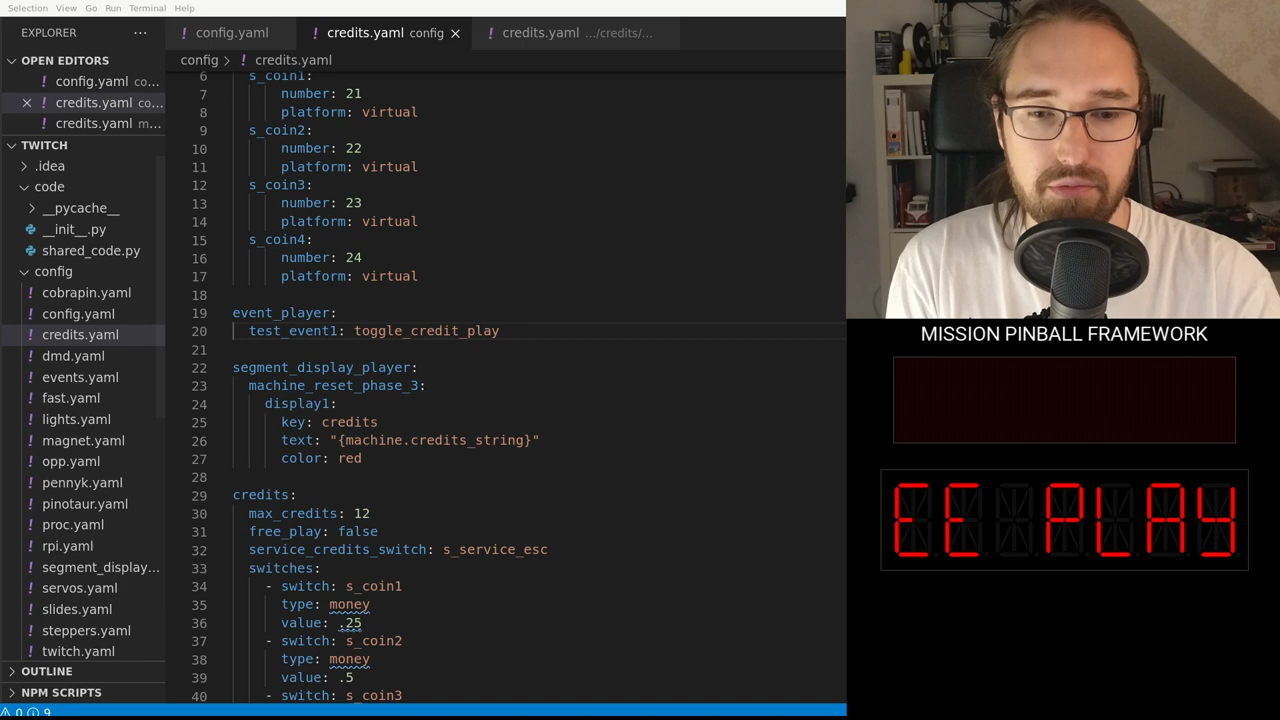 Selection View Go Run Terminal Help
EXPLORER ···
OPEN EDITORS
! config.yaml co...
× ! credits.yaml co...
! credits.yaml m...
TWITCH
.idea
code
__pycache__
__init__.py
shared_code.py
config
! cobrapin.yaml
! config.yaml
! credits.yaml
! dmd.yaml
! events.yaml
! fast.yaml
! lights.yaml
! magnet.yaml
! opp.yaml
! pennyk.yaml
! pinotaur.yaml
! proc.yaml
! rpi.yaml
! segment_display...
! servos.yaml
! slides.yaml
! steppers.yaml
! twitch.yaml
OUTLINE
NPM SCRIPTS
0 9
! config.yaml ! credits.yaml config × ! credits.yaml .../credits/...
config > ! credits.yaml
6 s_coin1:
7 number: 21
8 platform: virtual
9 s_coin2:
10 number: 22
11 platform: virtual
12 s_coin3:
13 number: 23
14 platform: virtual
15 s_coin4:
16 number: 24
17 platform: virtual
18
19 event_player:
20 test_event1: toggle_credit_play
21
22 segment_display_player:
23 machine_reset_phase_3:
24 display1:
25 key: credits
26 text: "{machine.credits_string}"
27 color: red
28
29 credits:
30 max_credits: 12
31 free_play: false
32 service_credits_switch: s_service_esc
33 switches:
34 - switch: s_coin1
35 type: money
36 value: .25
37 - switch: s_coin2
38 type: money
39 value: .5
40 - switch: s_coin3
MISSION PINBALL FRAMEWORK
EE PLAY